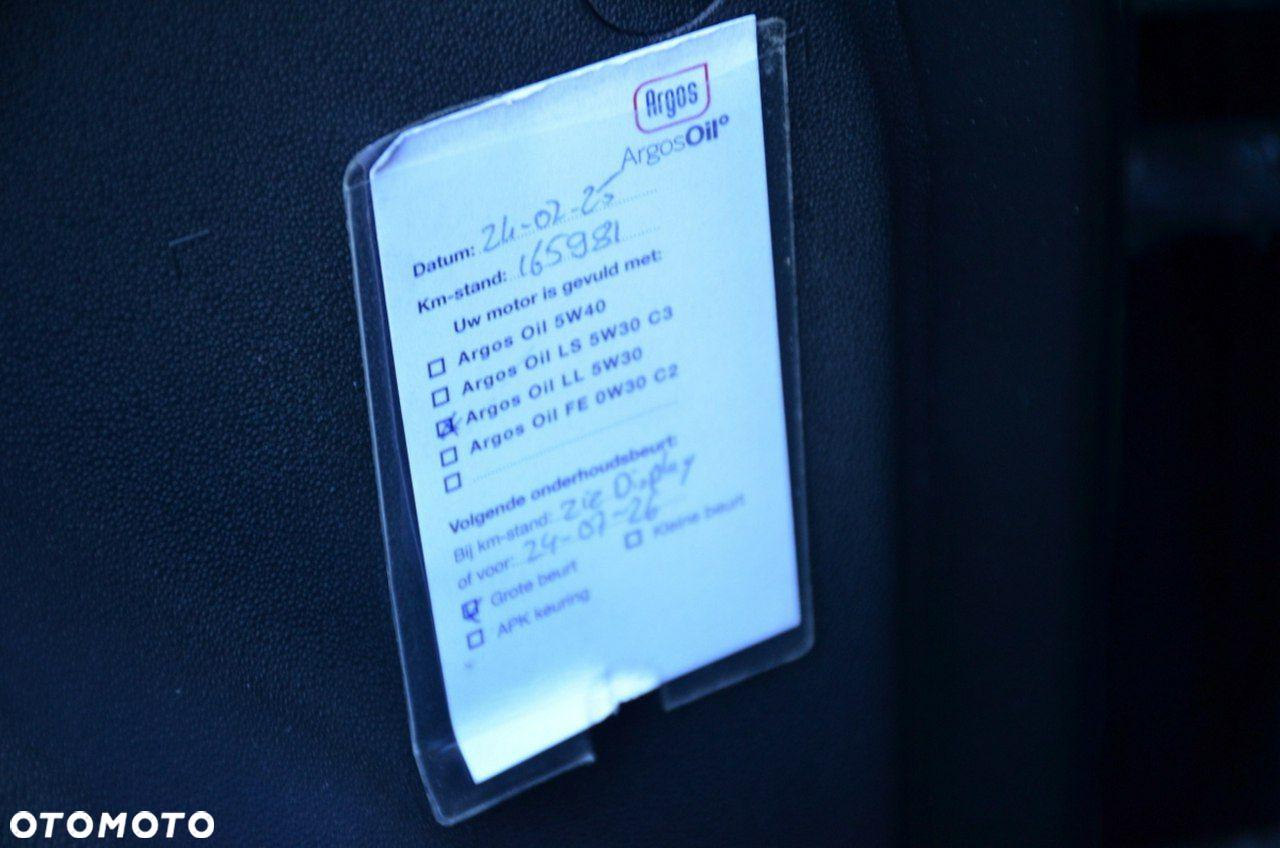 Argos
ArgosOil°
Datum: 24-02-25
Km-stand: 165981
Uw motor is gevuld met:
Argos Oil 5W40
Argos Oil LS 5W30 C3
Argos Oil LL 5W30
Argos Oil FE 0W30 C2
Volgende onderhoudsbeurt:
Bij km-stand: zie Display
of voor: 24-02-26
Grote beurt Kleine beurt
APK keuring
OTOMOTO